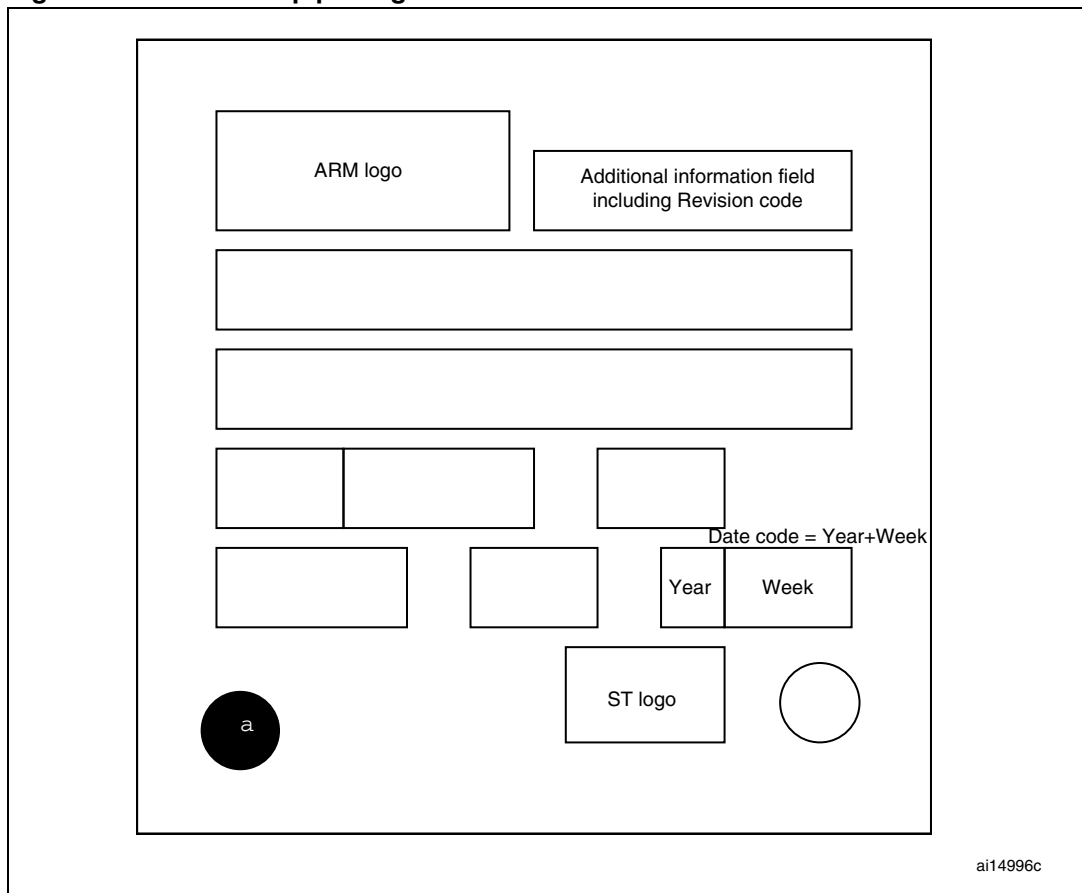 ARM logo
Additional information field
including Revision code
Date code = Year+Week
Year
Week
ST logo
a
ai14996c